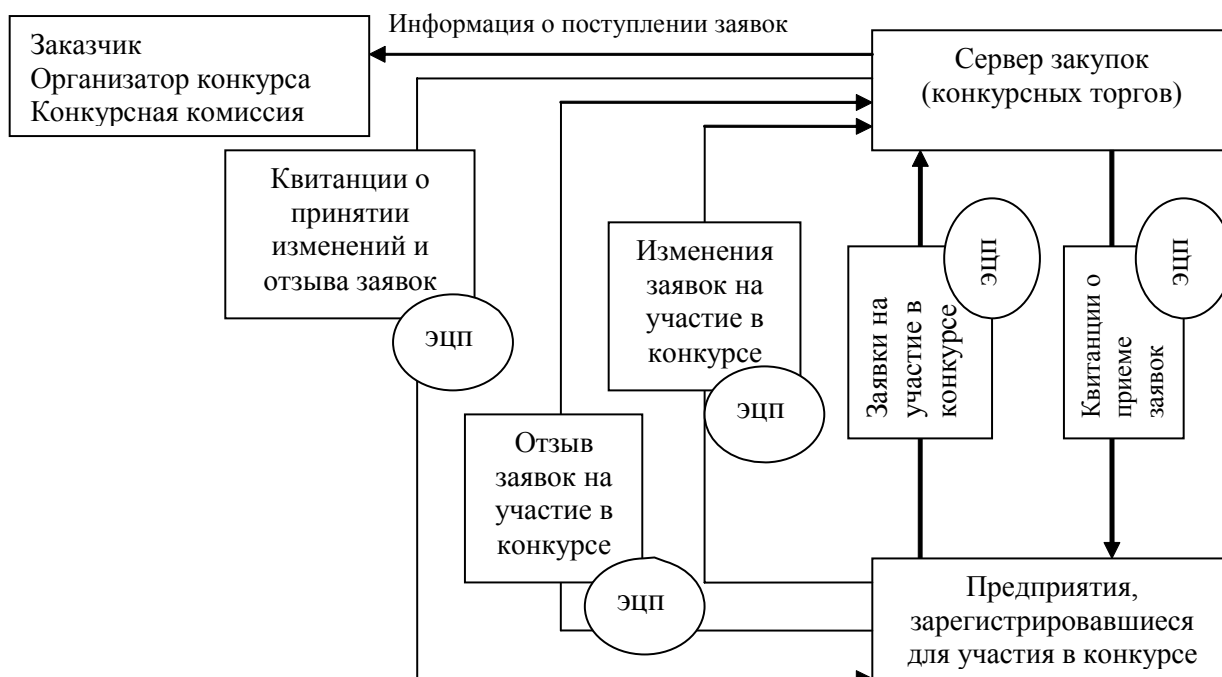 Информация о поступлении заявок
Заказчик
Организатор конкурса
Конкурсная комиссия
Сервер закупок
(конкурсных торгов)
Квитанции о
принятии
изменений и
отзыва заявок
ЭЦП
Изменения
заявок на
участие в
конкурсе
ЭЦП
Отзыв
заявок на
участие в
конкурсе
ЭЦП
Заявки на
участие в
конкурсе
ЭЦП
Квитанции о
приеме
заявок
ЭЦП
Предприятия,
зарегистрировавшиеся
для участия в конкурсе